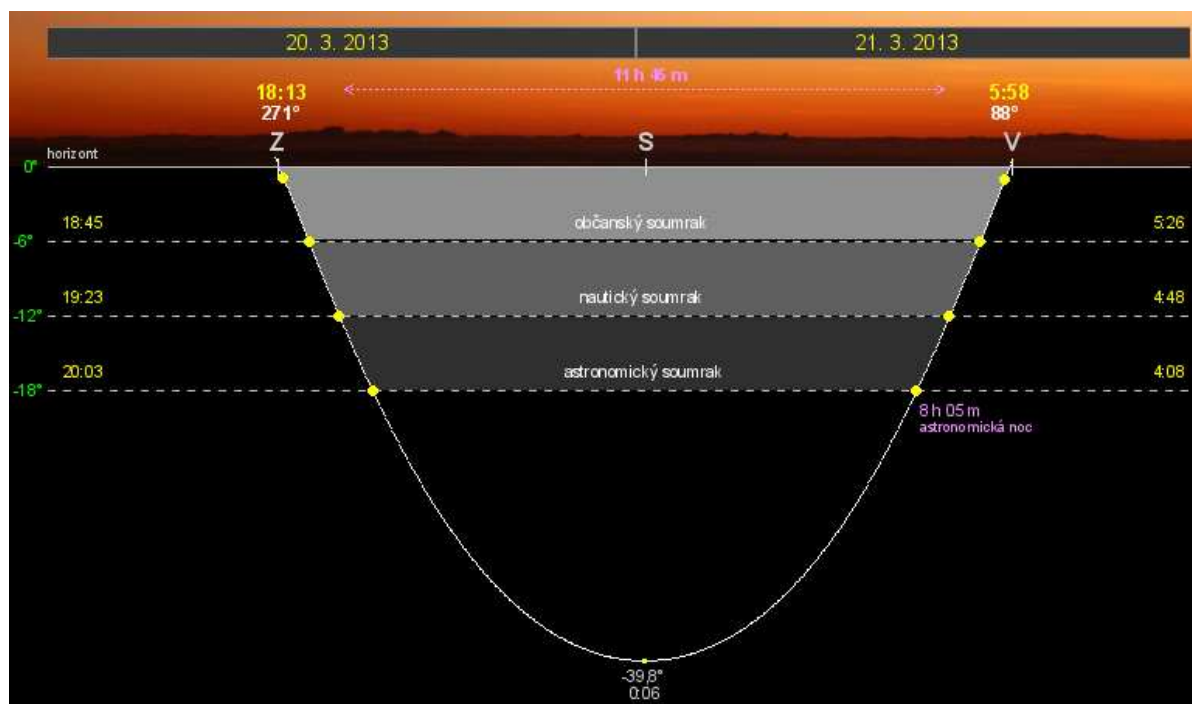 20. 3. 2013 21. 3. 2013
11 h 45 m
18:13 5:58
271° 88°
Z S V
horizont
0°
18:45 občanský soumrak 5:26
-6°
19:23 nautický soumrak 4:48
-12°
20:03 astronomický soumrak 4:08
-18°
8 h 05 m
astronomická noc
-39,8°
0:06